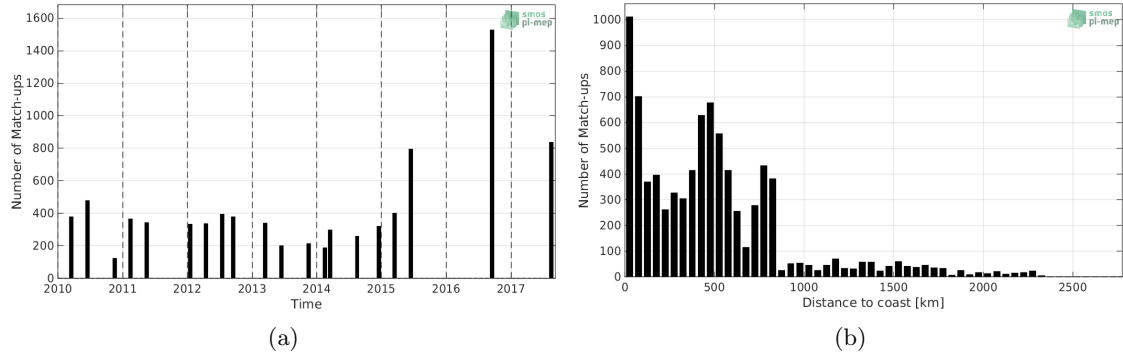 smos
pi-mep
1600
1400
1200
1000
800
600
400
200
0
Number of Match-ups
2010 2011 2012 2013 2014 2015 2016 2017
Time
(a)
smos
pi-mep
1000
900
800
700
600
500
400
300
200
100
0
Number of Match-ups
0 500 1000 1500 2000 2500
Distance to coast [km]
(b)